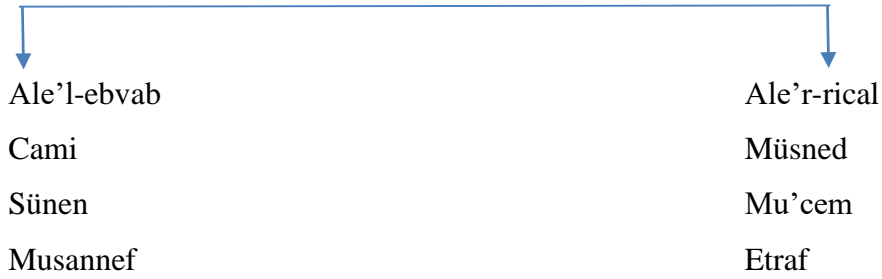 Ale’l-ebvab Ale’r-rical
Cami Müsned
Sünen Mu’cem
Musannef Etraf